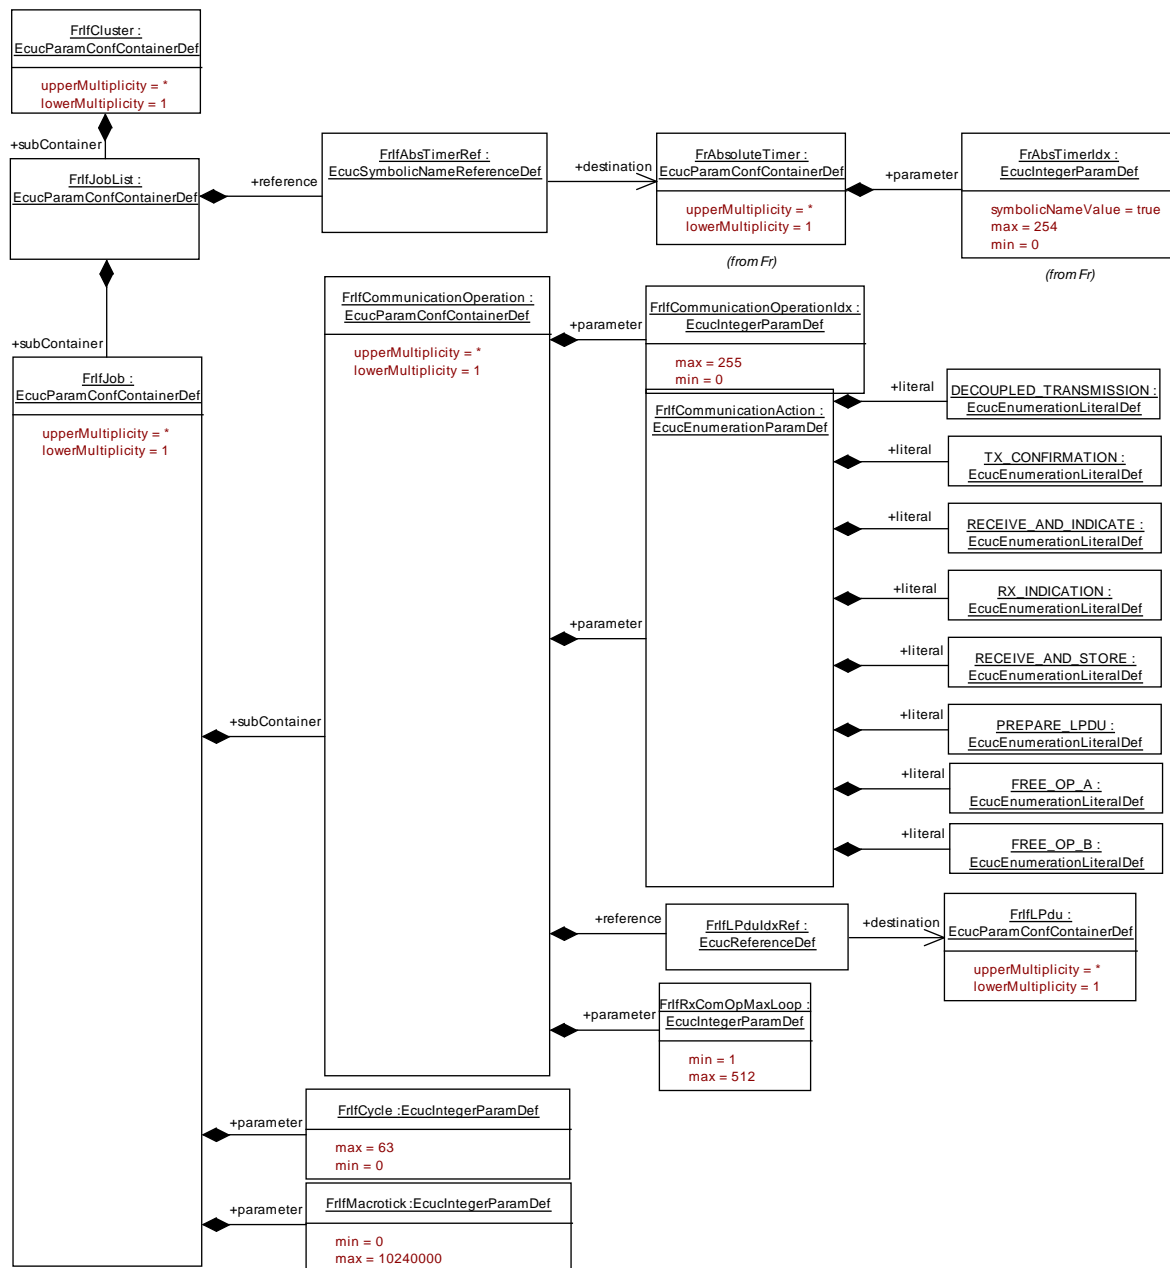 FrIfCluster :
EcucParamConfContainerDef
upperMultiplicity = *
lowerMultiplicity = 1
+subContainer
FrIfJobList :
EcucParamConfContainerDef
+reference
FrIfAbsTimerRef :
EcucSymbolicNameReferenceDef
+destination
FrAbsoluteTimer :
EcucParamConfContainerDef
upperMultiplicity = *
lowerMultiplicity = 1
(from Fr)
+parameter
FrAbsTimerIdx :
EcucIntegerParamDef
symbolicNameValue = true
max = 254
min = 0
(from Fr)
+subContainer
FrIfJob :
EcucParamConfContainerDef
upperMultiplicity = *
lowerMultiplicity = 1
+subContainer
FrIfCommunicationOperation :
EcucParamConfContainerDef
upperMultiplicity = *
lowerMultiplicity = 1
+parameter
FrIfCommunicationOperationIdx :
EcucIntegerParamDef
max = 255
min = 0
+parameter
FrIfCommunicationAction :
EcucEnumerationParamDef
+literal
DECOUPLED_TRANSMISSION :
EcucEnumerationLiteralDef
+literal
TX_CONFIRMATION :
EcucEnumerationLiteralDef
+literal
RECEIVE_AND_INDICATE :
EcucEnumerationLiteralDef
+literal
RX_INDICATION :
EcucEnumerationLiteralDef
+literal
RECEIVE_AND_STORE :
EcucEnumerationLiteralDef
+literal
PREPARE_LPDU :
EcucEnumerationLiteralDef
+literal
FREE_OP_A :
EcucEnumerationLiteralDef
+literal
FREE_OP_B :
EcucEnumerationLiteralDef
+reference
FrIfLPduIdxRef :
EcucReferenceDef
+destination
FrIfLPdu :
EcucParamConfContainerDef
upperMultiplicity = *
lowerMultiplicity = 1
+parameter
FrIfRxComOpMaxLoop :
EcucIntegerParamDef
min = 1
max = 512
+parameter
FrIfCycle :EcucIntegerParamDef
max = 63
min = 0
+parameter
FrIfMacrotick :EcucIntegerParamDef
min = 0
max = 10240000